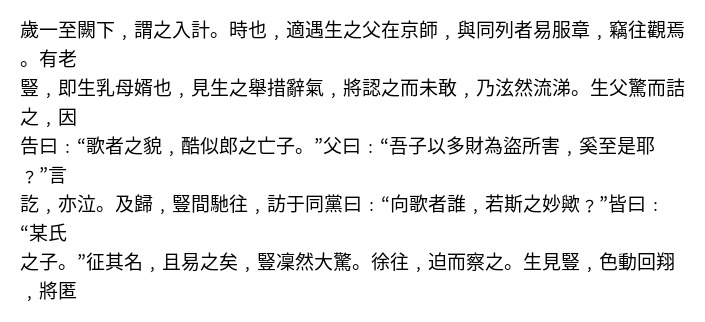 歲一至闕下，謂之入計。時也，適遇生之父在京師，與同列者易服章，竊往觀焉
。有老
豎，即生乳母婿也，見生之舉措辭氣，將認之而未敢，乃泫然流涕。生父驚而詰
之，因
告曰：“歌者之貌，酷似郎之亡子。”父曰：“吾子以多財為盜所害，奚至是耶
？”言
訖，亦泣。及歸，豎間馳往，訪于同黨曰：“向歌者誰，若斯之妙歟？”皆曰：
“某氏
之子。”征其名，且易之矣，豎凜然大驚。徐往，迫而察之。生見豎，色動回翔
，將匿